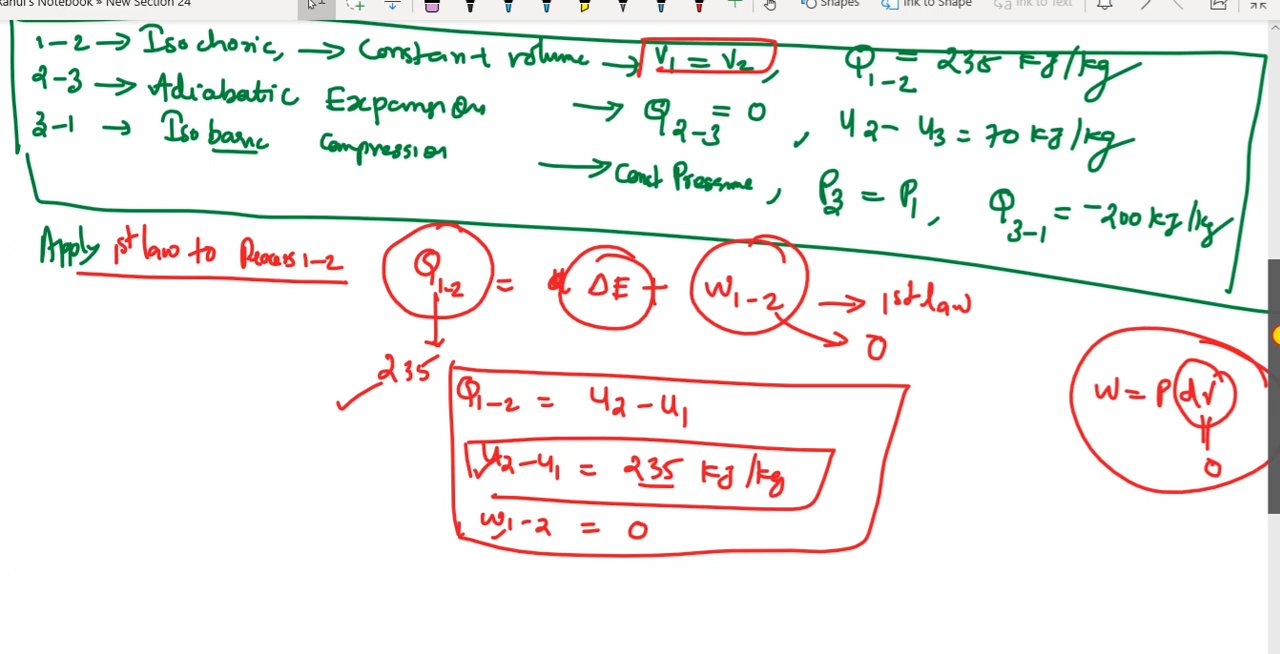 Rahul's Notebook » New Section 24
Shapes Ink to Shape Ink to Text
1-2 → Isochoric, → Constant volume → V1 = V2, Q1-2 = 235 KJ/kg
2-3 → Adiabatic Expansion → Q2-3 = 0, U2 - U3 = 70 KJ/kg
3-1 → Isobaric Compression → Const Pressure, P3 = P1, Q3-1 = -200 KJ/kg
Apply 1st law to Process 1-2 Q1-2 = ΔE + W1-2 → 1st law
0
235
W = P dv
0
Q1-2 = U2 - U1
U2 - U1 = 235 KJ/kg
W1-2 = 0